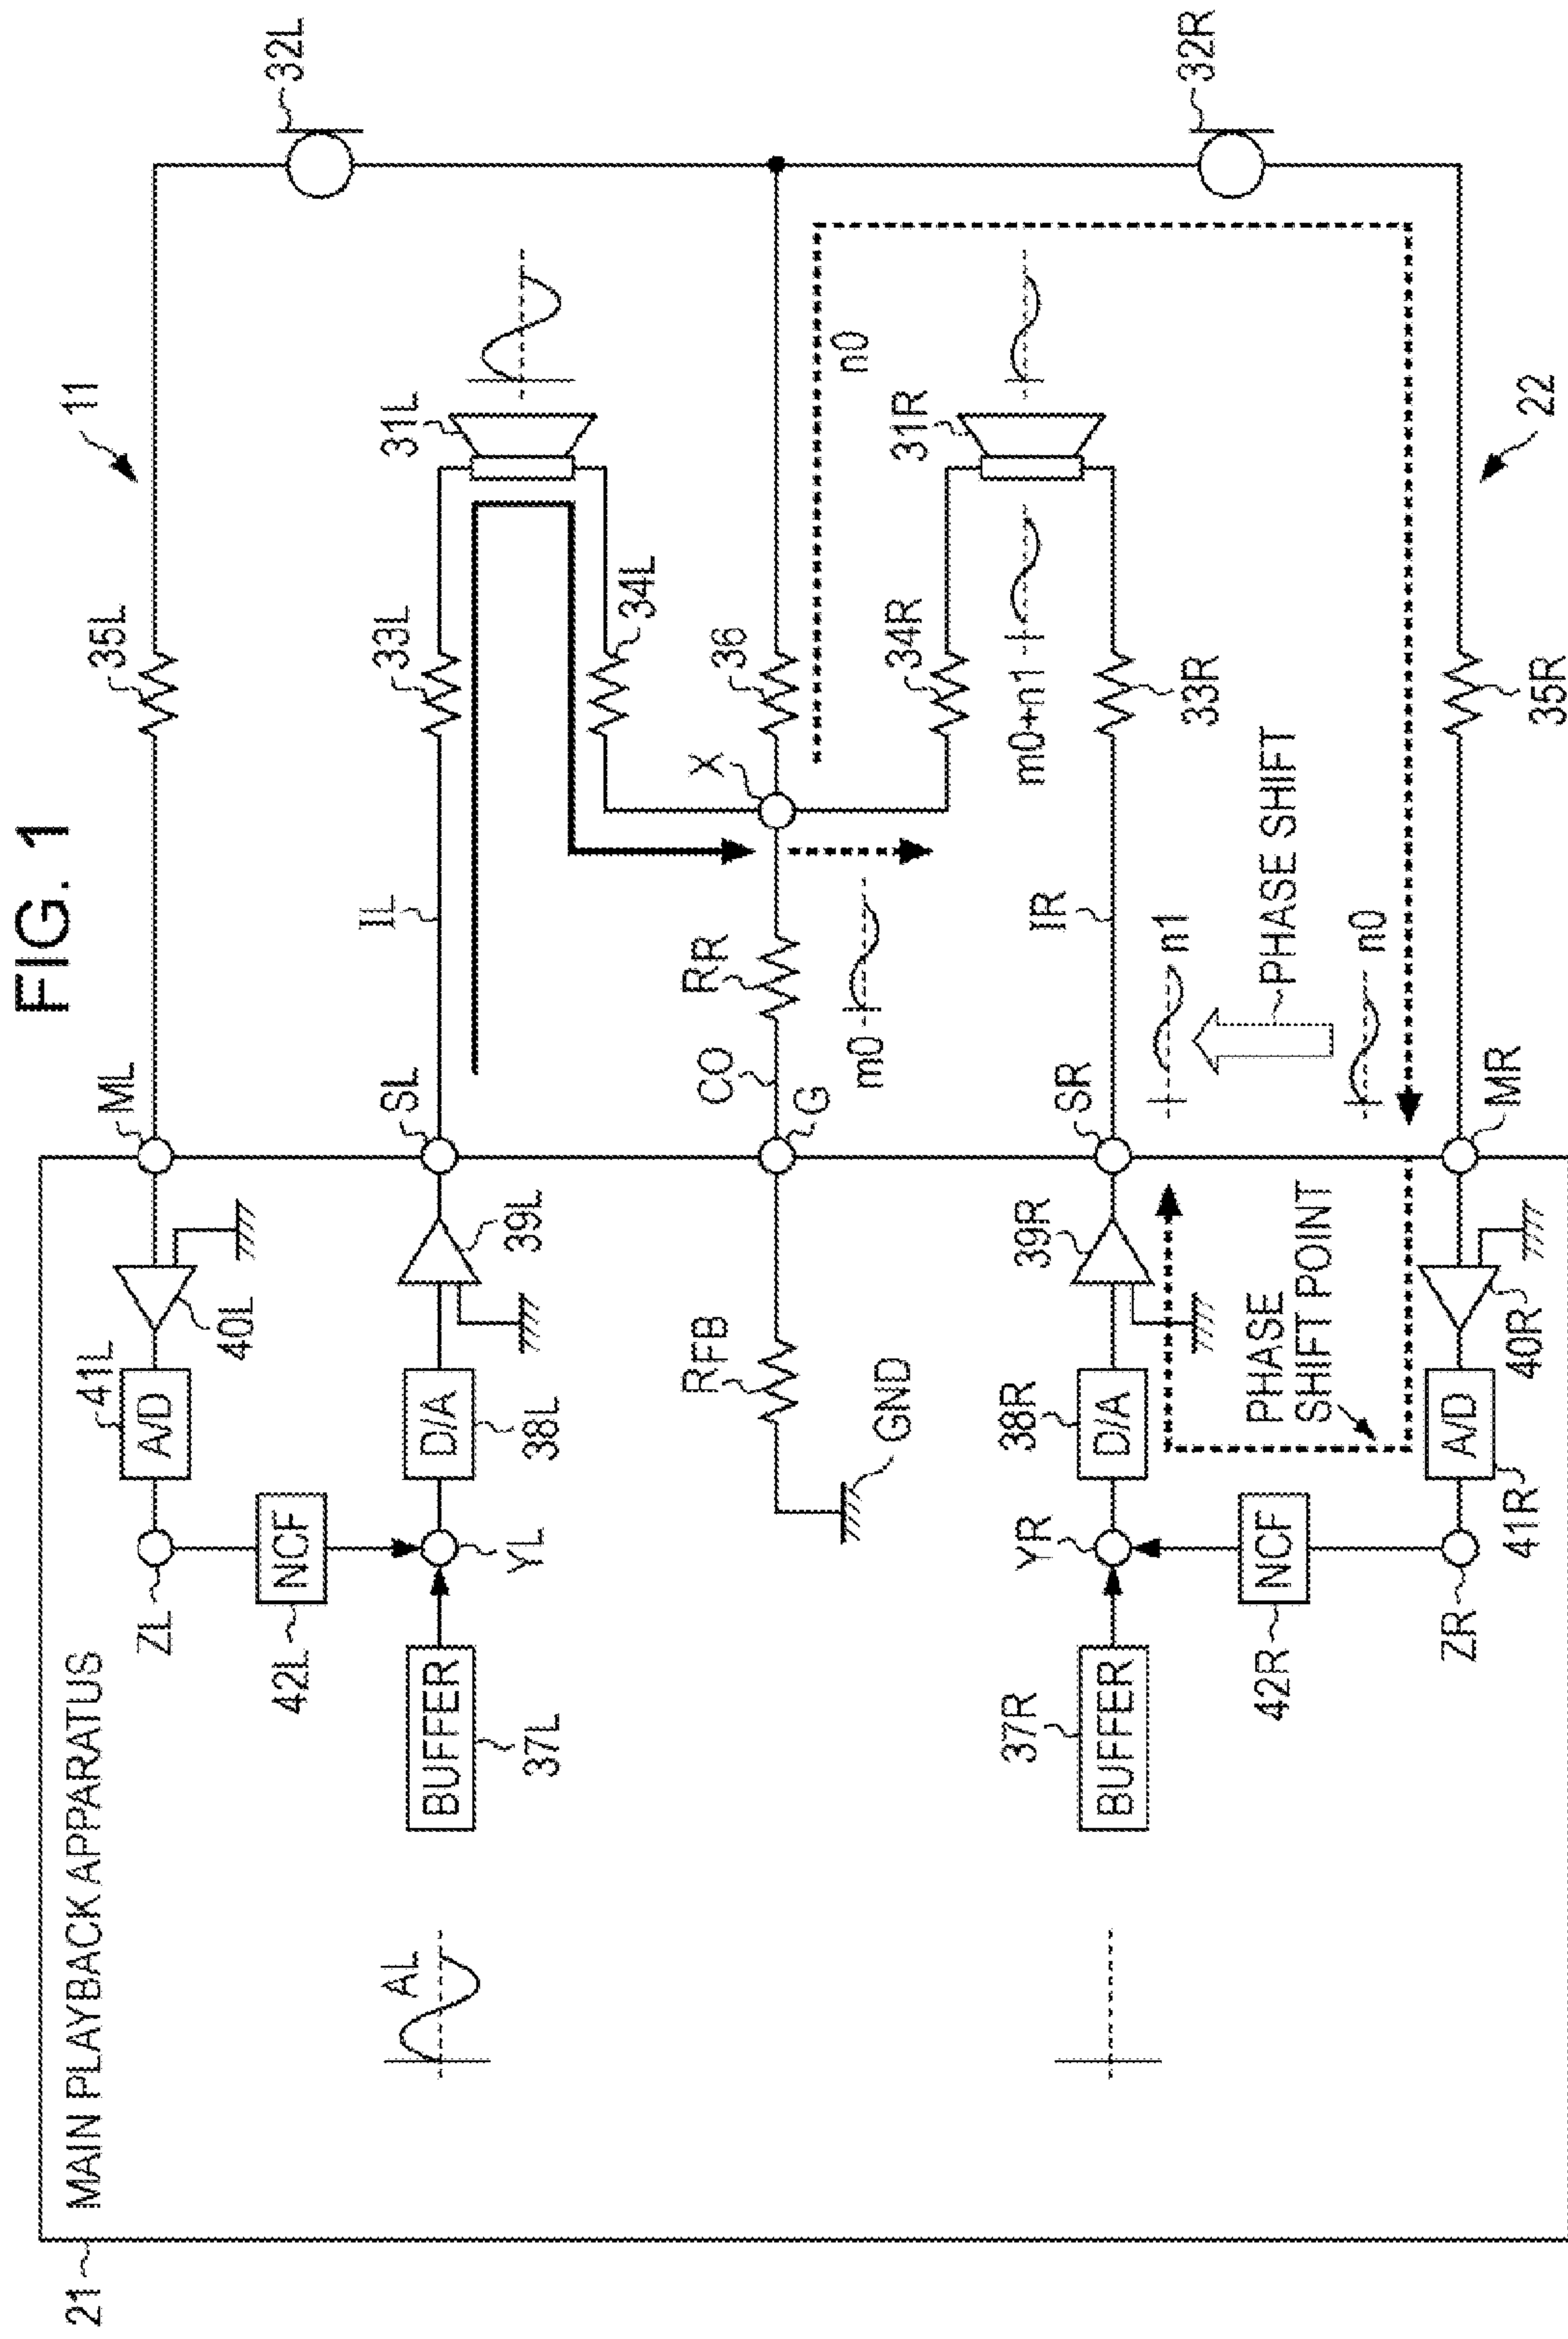 FIG. 1
21
MAIN PLAYBACK APPARATUS
ZL
41L
A/D
40L
ML
35L
11
32L
42L
NCF
AL
BUFFER
37L
YL
D/A
38L
39L
SL
IL
33L
31L
34L
RFB
GND
G
CO
RR
m0
X
36
n0
34R
31R
m0+n1
37R
BUFFER
YR
38R
D/A
39R
SR
IR
33R
42R
NCF
PHASE
SHIFT POINT
n1
PHASE SHIFT
n0
ZR
A/D
41R
40R
MR
35R
22
32R